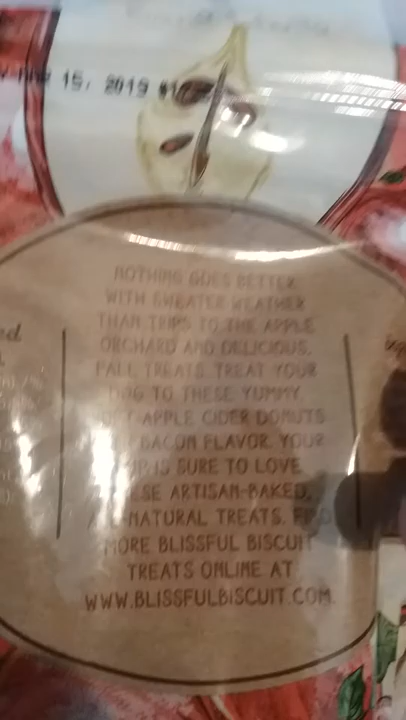 15, 2019
NOTHING GOES BETTER
WITH SWEATER WEATHER
THAN TRIPS TO THE APPLE
ORCHARD AND DELICIOUS,
FALL TREATS. TREAT YOUR
DOG TO THESE YUMMY,
APPLE CIDER DONUTS
BACON FLAVOR. YOUR
IS SURE TO LOVE
THESE ARTISAN-BAKED,
ALL-NATURAL TREATS. FIND
MORE BLISSFUL BISCUIT
TREATS ONLINE AT
WWW.BLISSFULBISCUIT.COM.